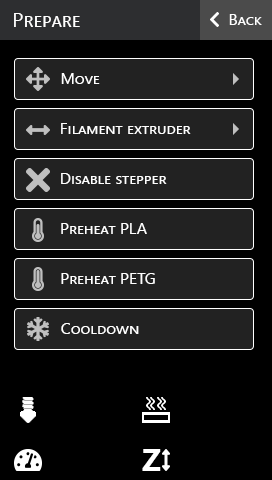 Prepare
Back
Move
Filament extruder
Disable stepper
Preheat PLA
Preheat PETG
Cooldown
Z